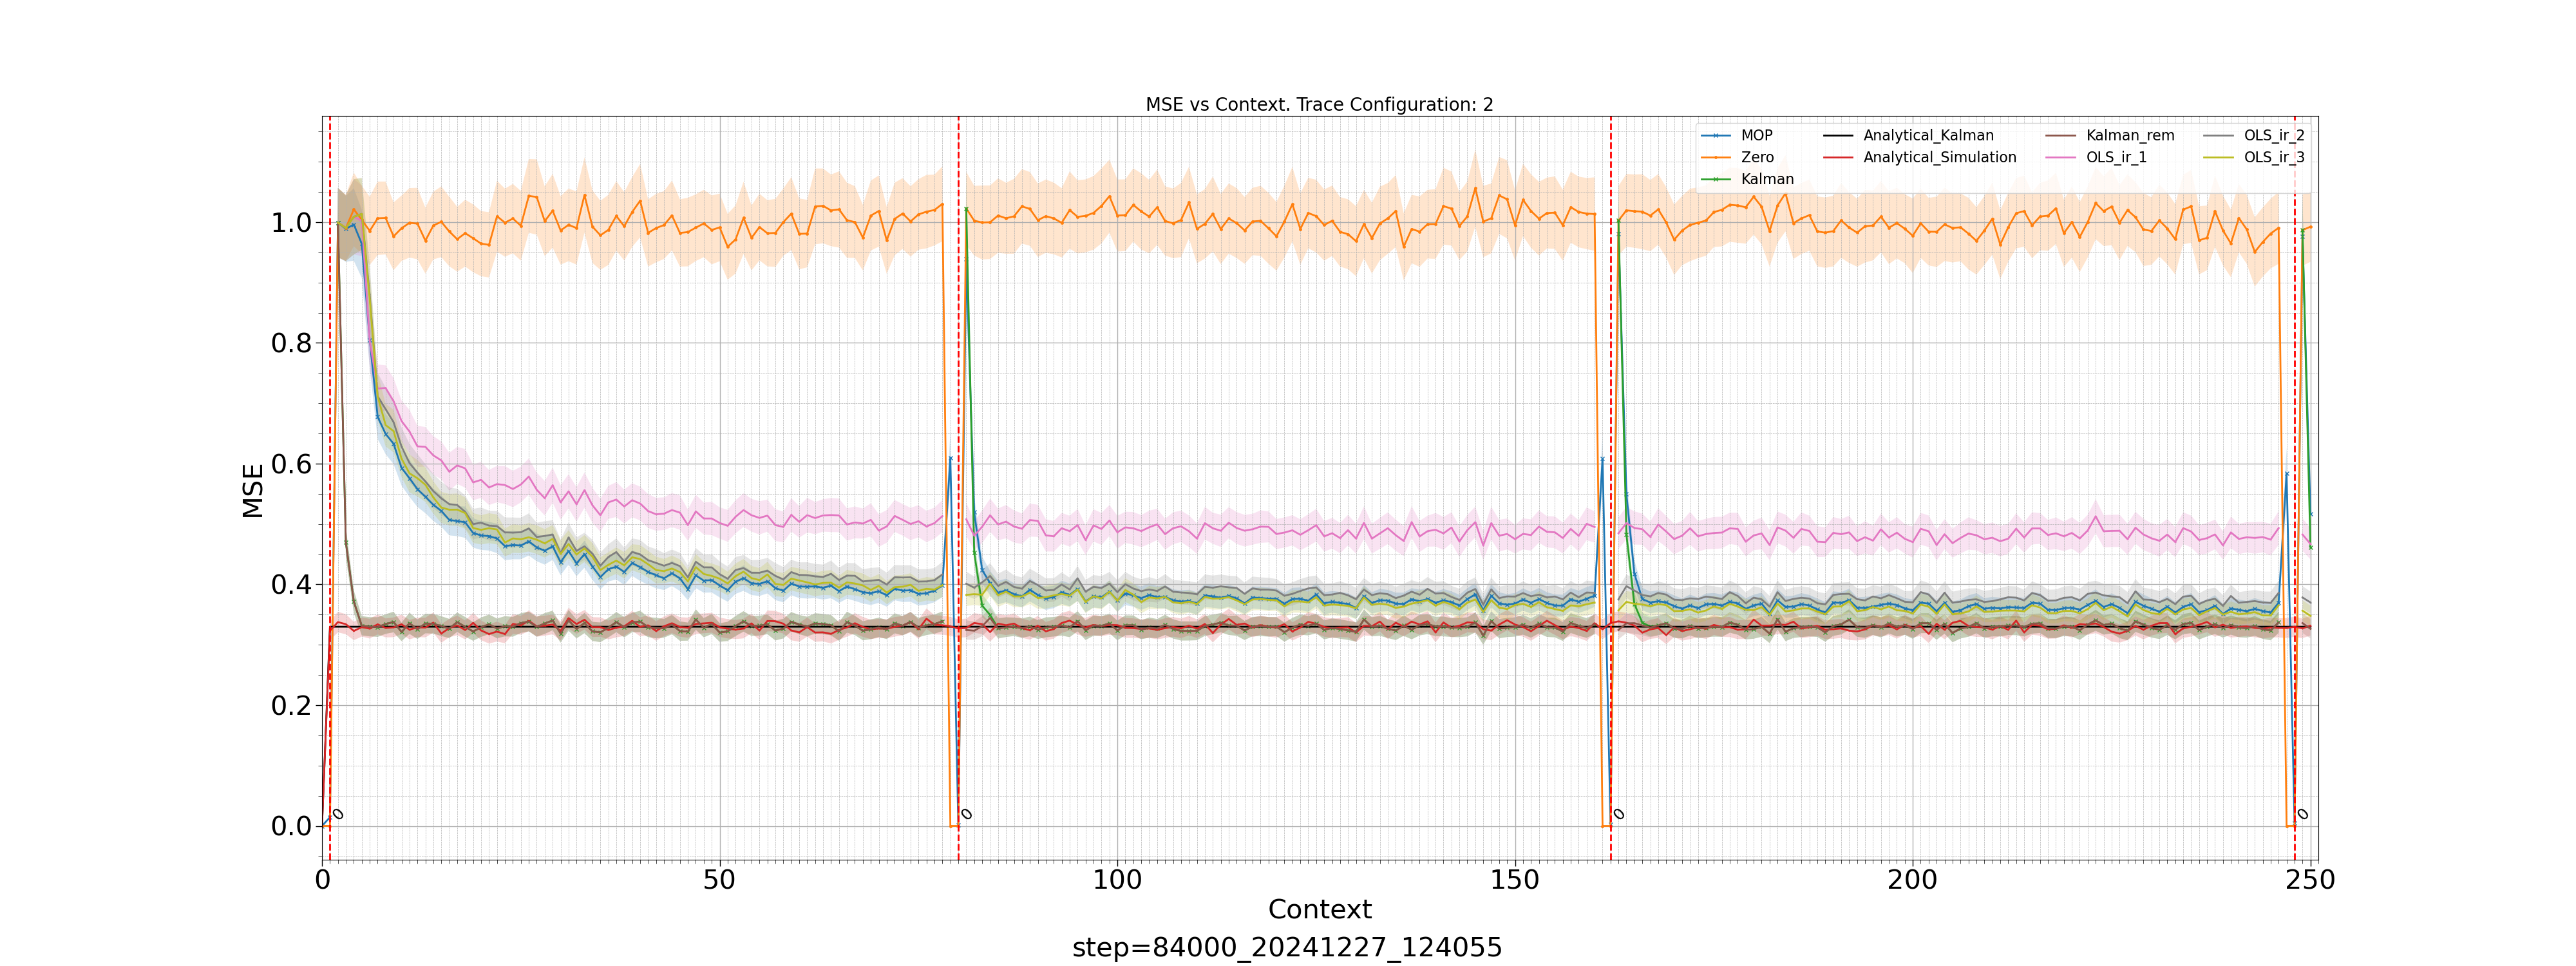 MSE vs Context. Trace Configuration: 2
MOP
Zero
Kalman
Analytical_Kalman
Analytical_Simulation
Kalman_rem
OLS_ir_1
OLS_ir_2
OLS_ir_3
MSE
1.0
0.8
0.6
0.4
0.2
0.0
0
0
0
0
0
50
100
150
200
250
Context
step=84000_20241227_124055